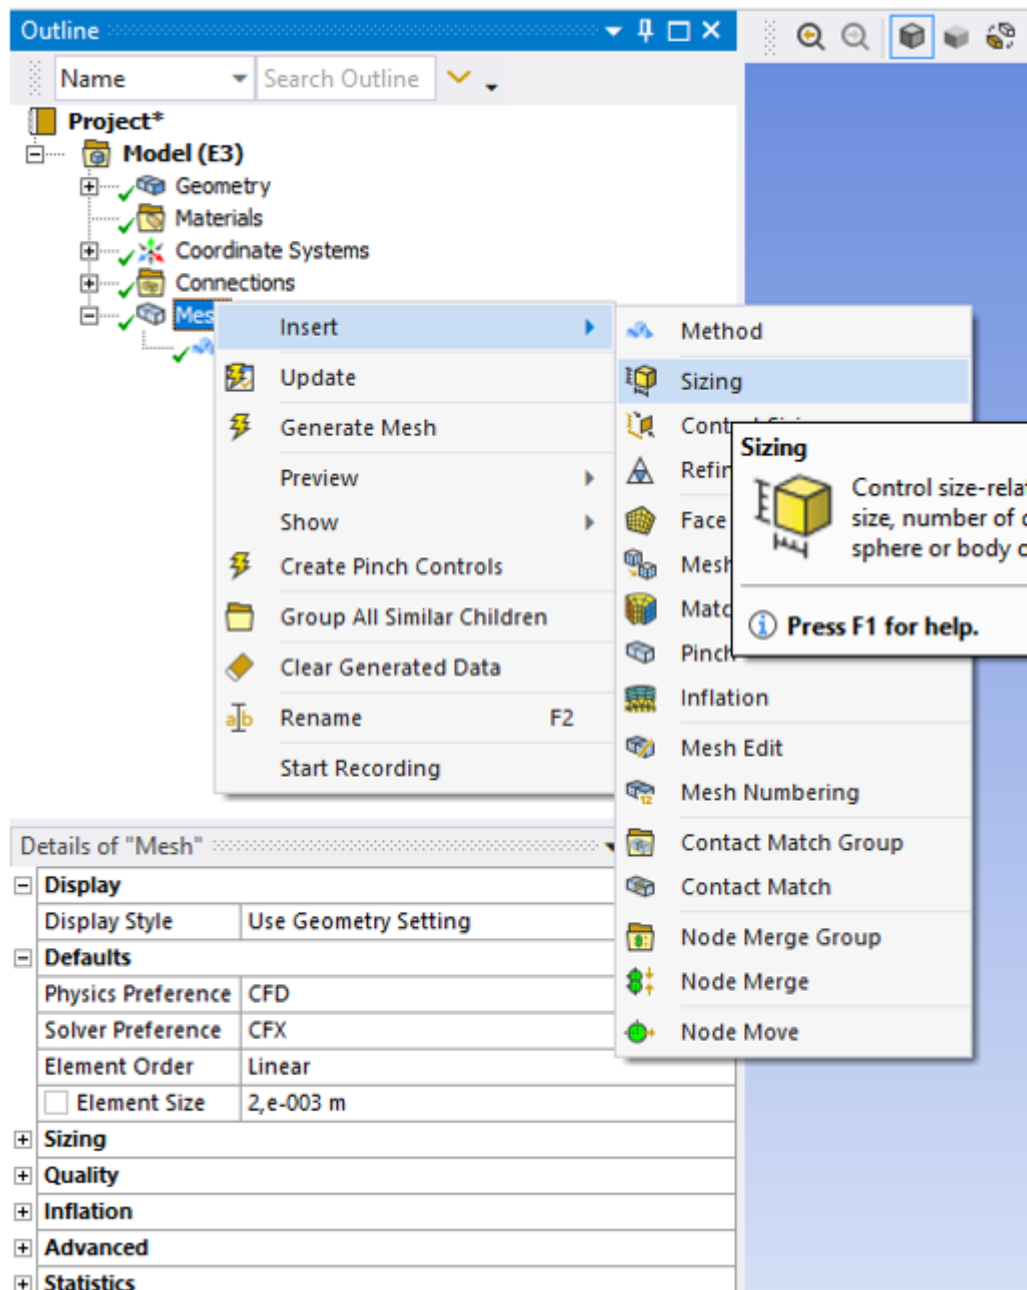 Outline
Name
Search Outline
Project*
Model (E3)
Geometry
Materials
Coordinate Systems
Connections
Insert
Update
Generate Mesh
Preview
Show
Create Pinch Controls
Group All Similar Children
Clear Generated Data
Rename F2
Start Recording
Method
Sizing
Face
Pinch
Inflation
Mesh Edit
Mesh Numbering
Contact Match Group
Contact Match
Node Merge Group
Node Merge
Node Move
Sizing
Control
size, number of
sphere or body
Press F1 for help.
Details of "Mesh"
Display
Display Style Use Geometry Setting
Defaults
Physics Preference CFD
Solver Preference CFX
Element Order Linear
Element Size 2,e-003 m
Sizing
Quality
Inflation
Advanced
Statistics